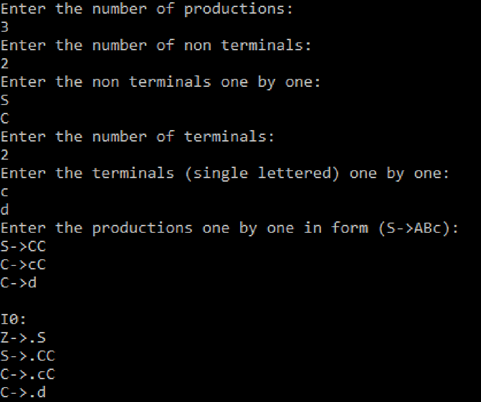 Enter the number of productions:
3
Enter the number of non terminals:
2
Enter the non terminals one by one:
S
C
Enter the number of terminals:
2
Enter the terminals (single lettered) one by one:
c
d
Enter the productions one by one in form (S->ABc):
S->CC
C->cC
C->d
I0:
Z->.S
S->.CC
C->.cC
C->.d